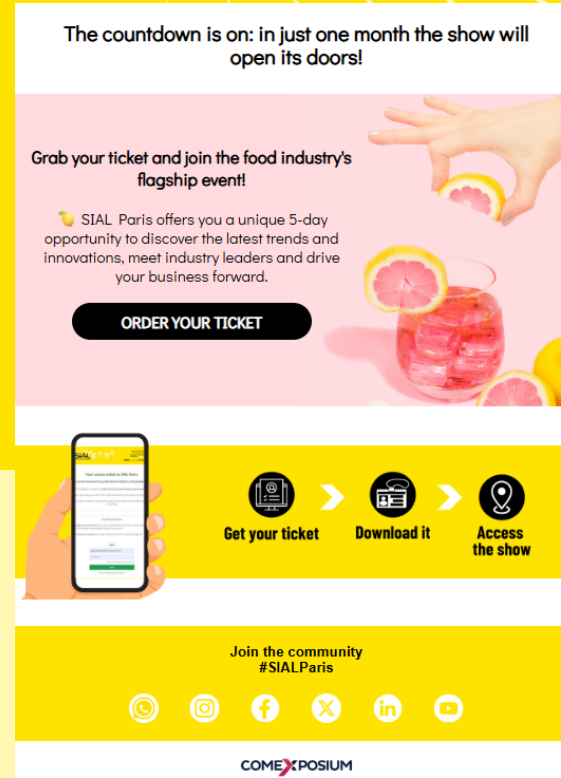 The countdown is on: in just one month the show will
open its doors!
Grab your ticket and join the food industry's
flagship event!
🍋 SIAL Paris offers you a unique 5-day
opportunity to discover the latest trends and
innovations, meet industry leaders and drive
your business forward.
ORDER YOUR TICKET
SIAL
Get your ticket
Download it
Access
the show
Join the community
#SIALParis
COMEXPOSIUM